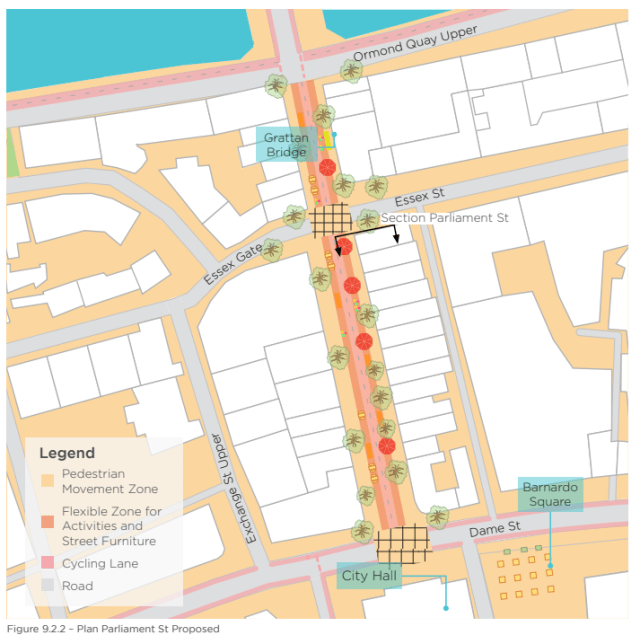 Ormond Quay Upper
Grattan
Bridge
Essex St
Section Parliament St
Essex Gate
Exchange St Upper
Legend
Pedestrian
Movement Zone
Flexible Zone for
Activities and
Street Furniture
Cycling Lane
Road
Barnardo
Square
Dame St
City Hall
Figure 9.2.2 – Plan Parliament St Proposed